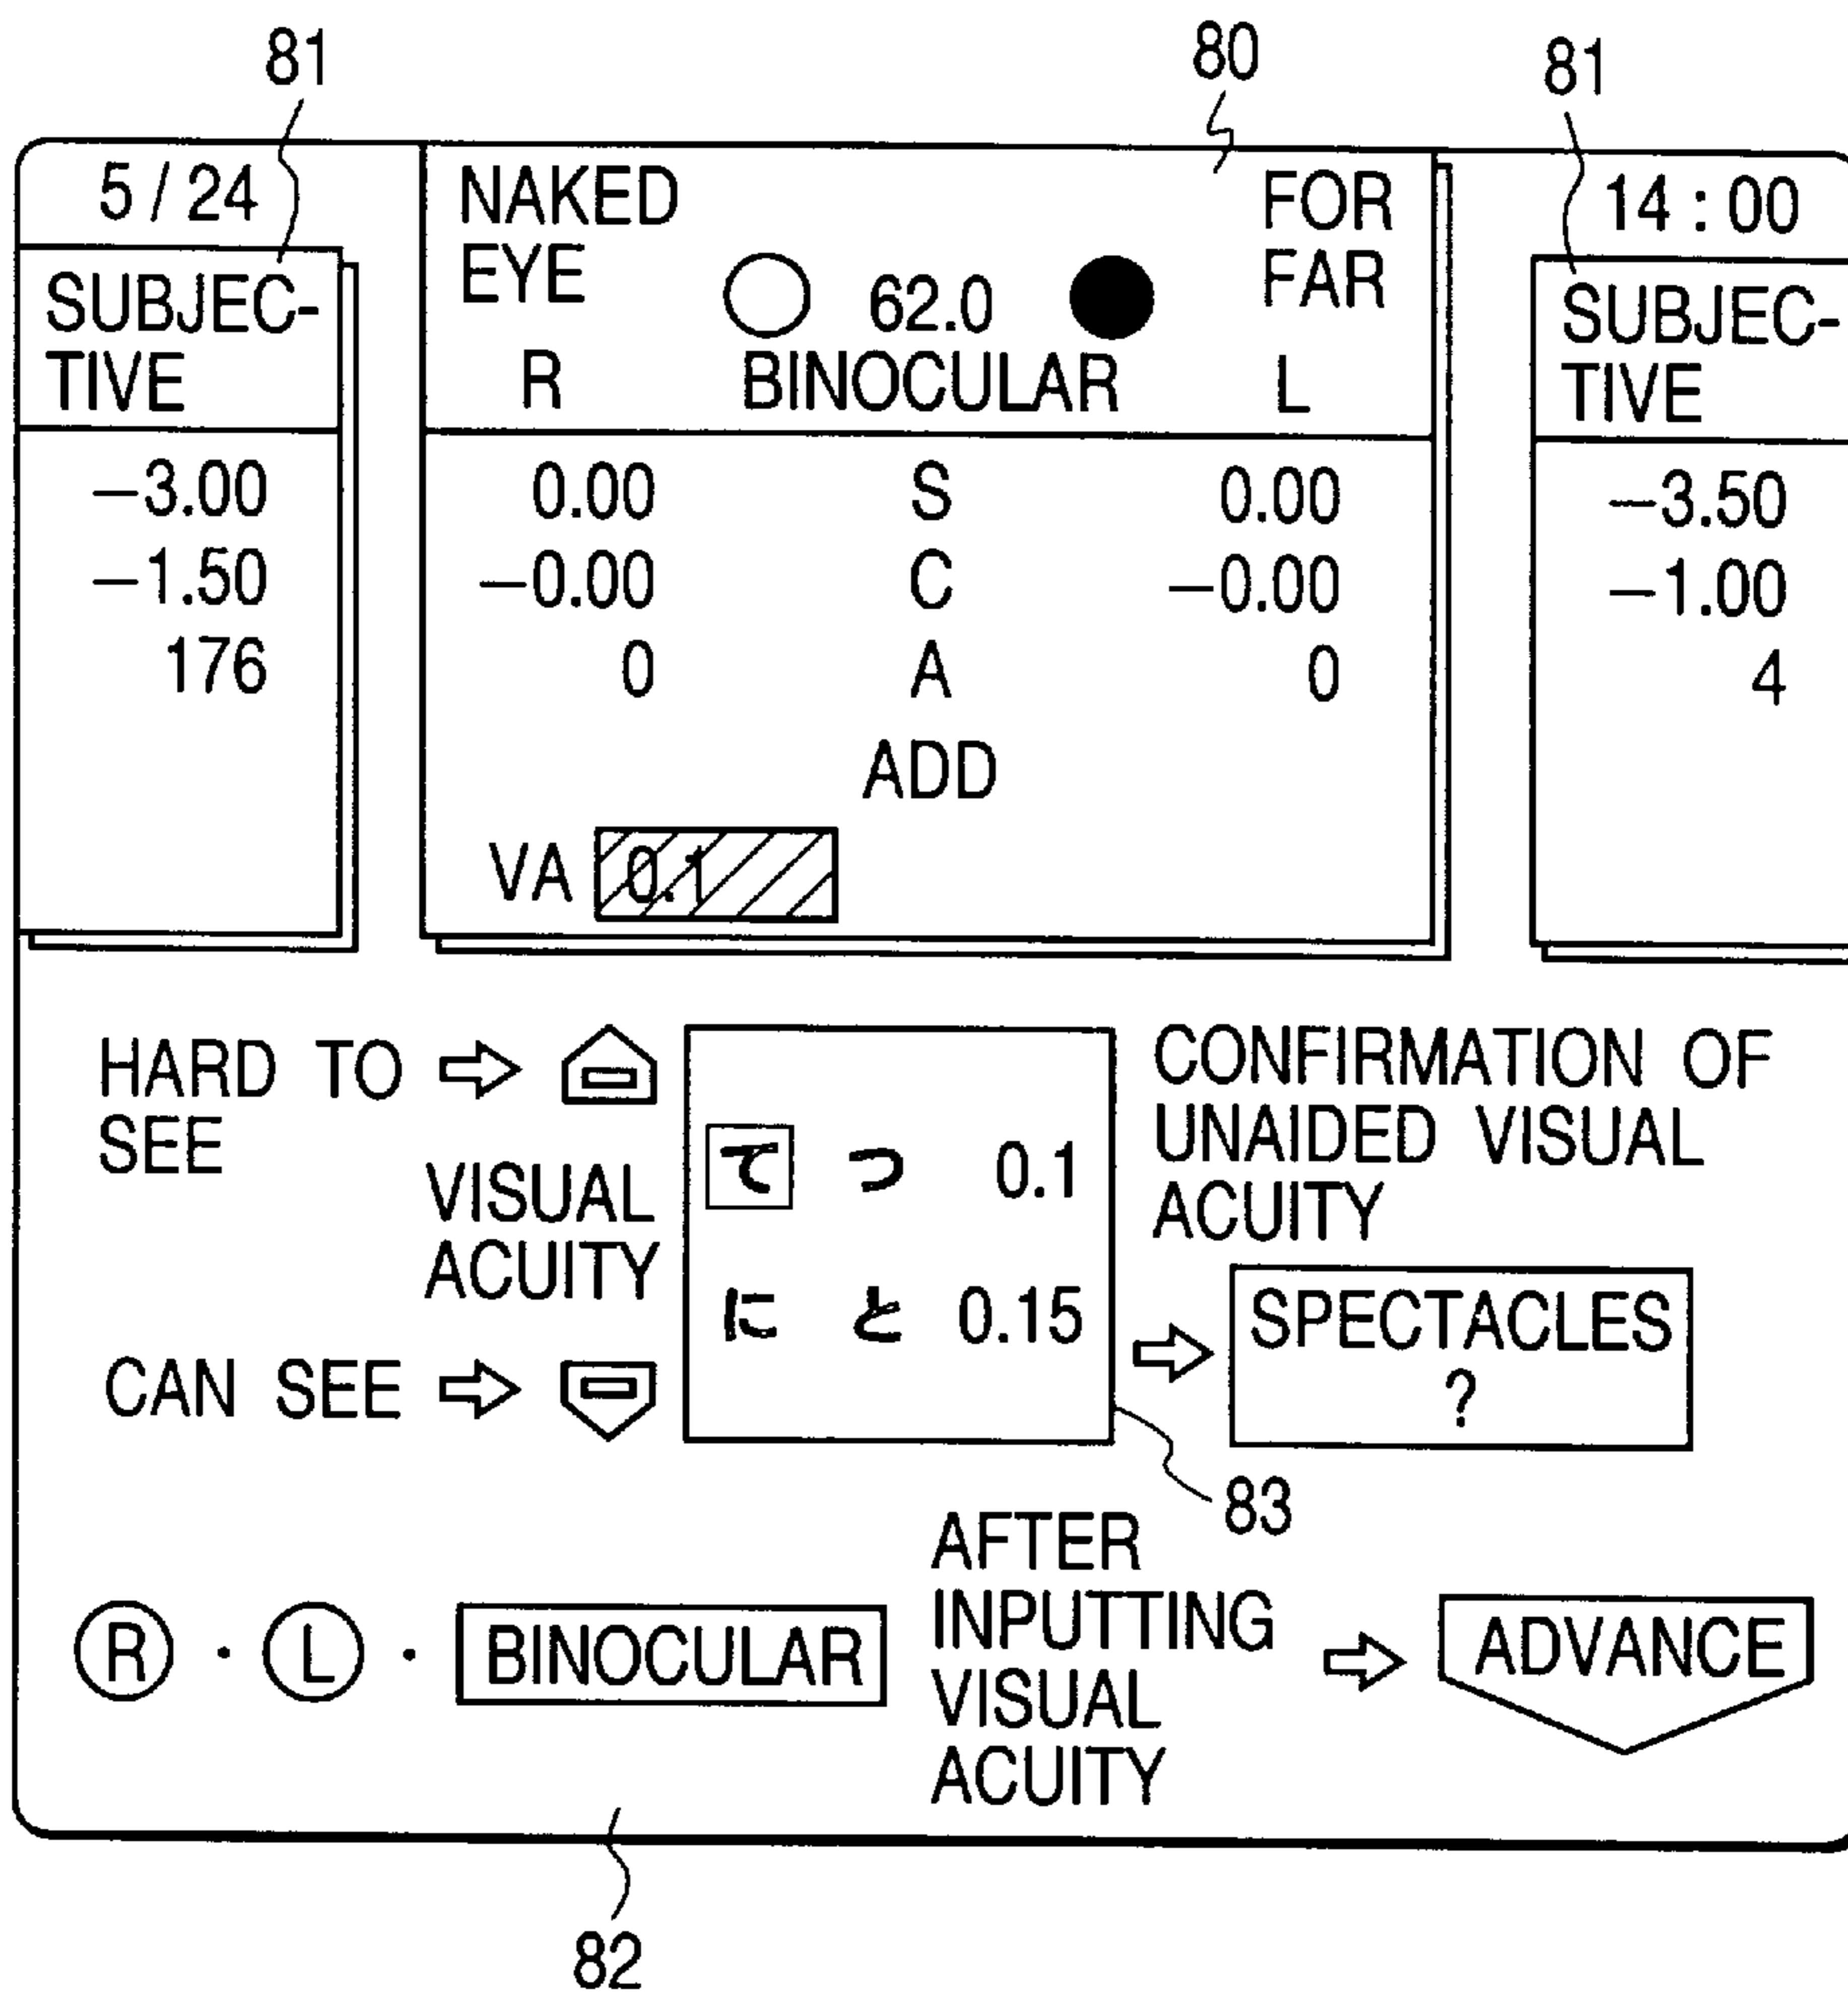 81
80
81
5 / 24
14 : 00
NAKED
EYE
62.0
FOR
FAR
R
BINOCULAR
L
SUBJEC-
TIVE
−3.00
−1.50
176
0.00 S 0.00
−0.00 C −0.00
0 A 0
ADD
VA 0.1
SUBJEC-
TIVE
−3.50
−1.00
4
HARD TO
SEE
VISUAL
ACUITY
CAN SEE
て つ 0.1
に と 0.15
CONFIRMATION OF
UNAIDED VISUAL
ACUITY
SPECTACLES
?
83
R · L · BINOCULAR
AFTER
INPUTTING
VISUAL
ACUITY
ADVANCE
82